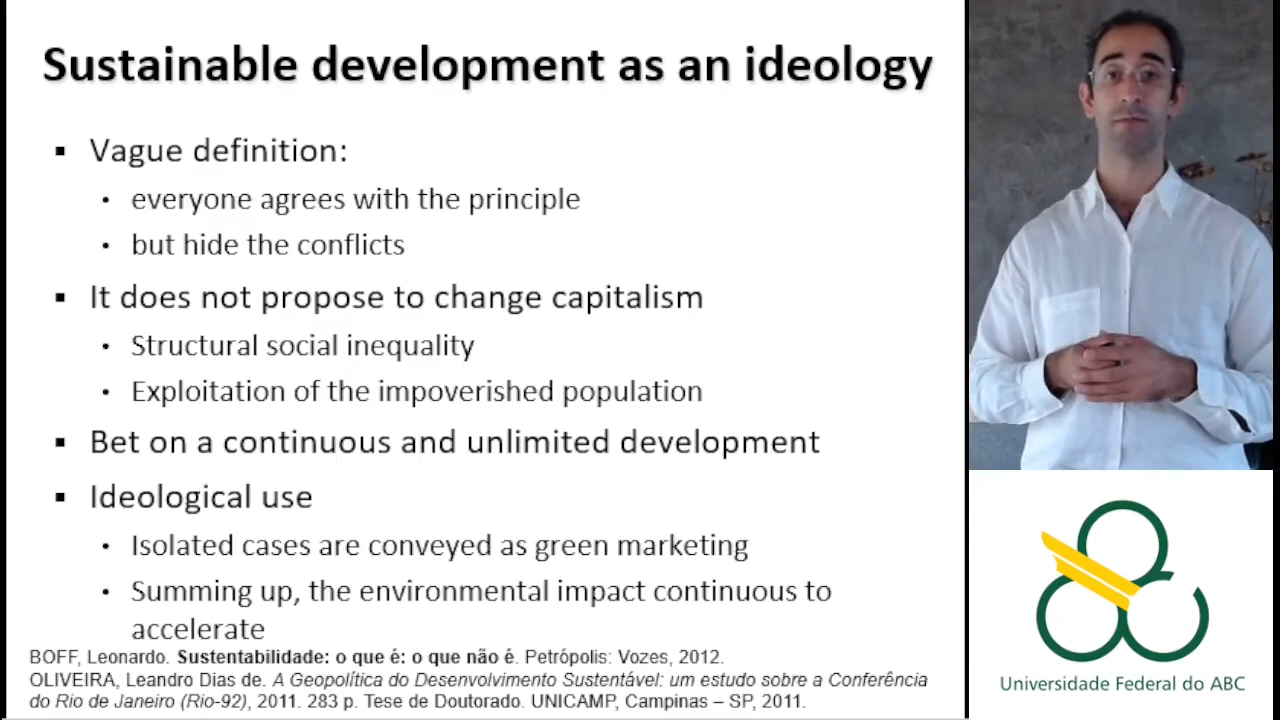 Sustainable development as an ideology
▪ Vague definition:
• everyone agrees with the principle
• but hide the conflicts
▪ It does not propose to change capitalism
• Structural social inequality
• Exploitation of the impoverished population
▪ Bet on a continuous and unlimited development
▪ Ideological use
• Isolated cases are conveyed as green marketing
• Summing up, the environmental impact continuous to
accelerate
BOFF, Leonardo. Sustentabilidade: o que é: o que não é. Petrópolis: Vozes, 2012.
OLIVEIRA, Leandro Dias de. A Geopolítica do Desenvolvimento Sustentável: um estudo sobre a Conferência
do Rio de Janeiro (Rio-92), 2011. 283 p. Tese de Doutorado. UNICAMP, Campinas – SP, 2011.
Universidade Federal do ABC